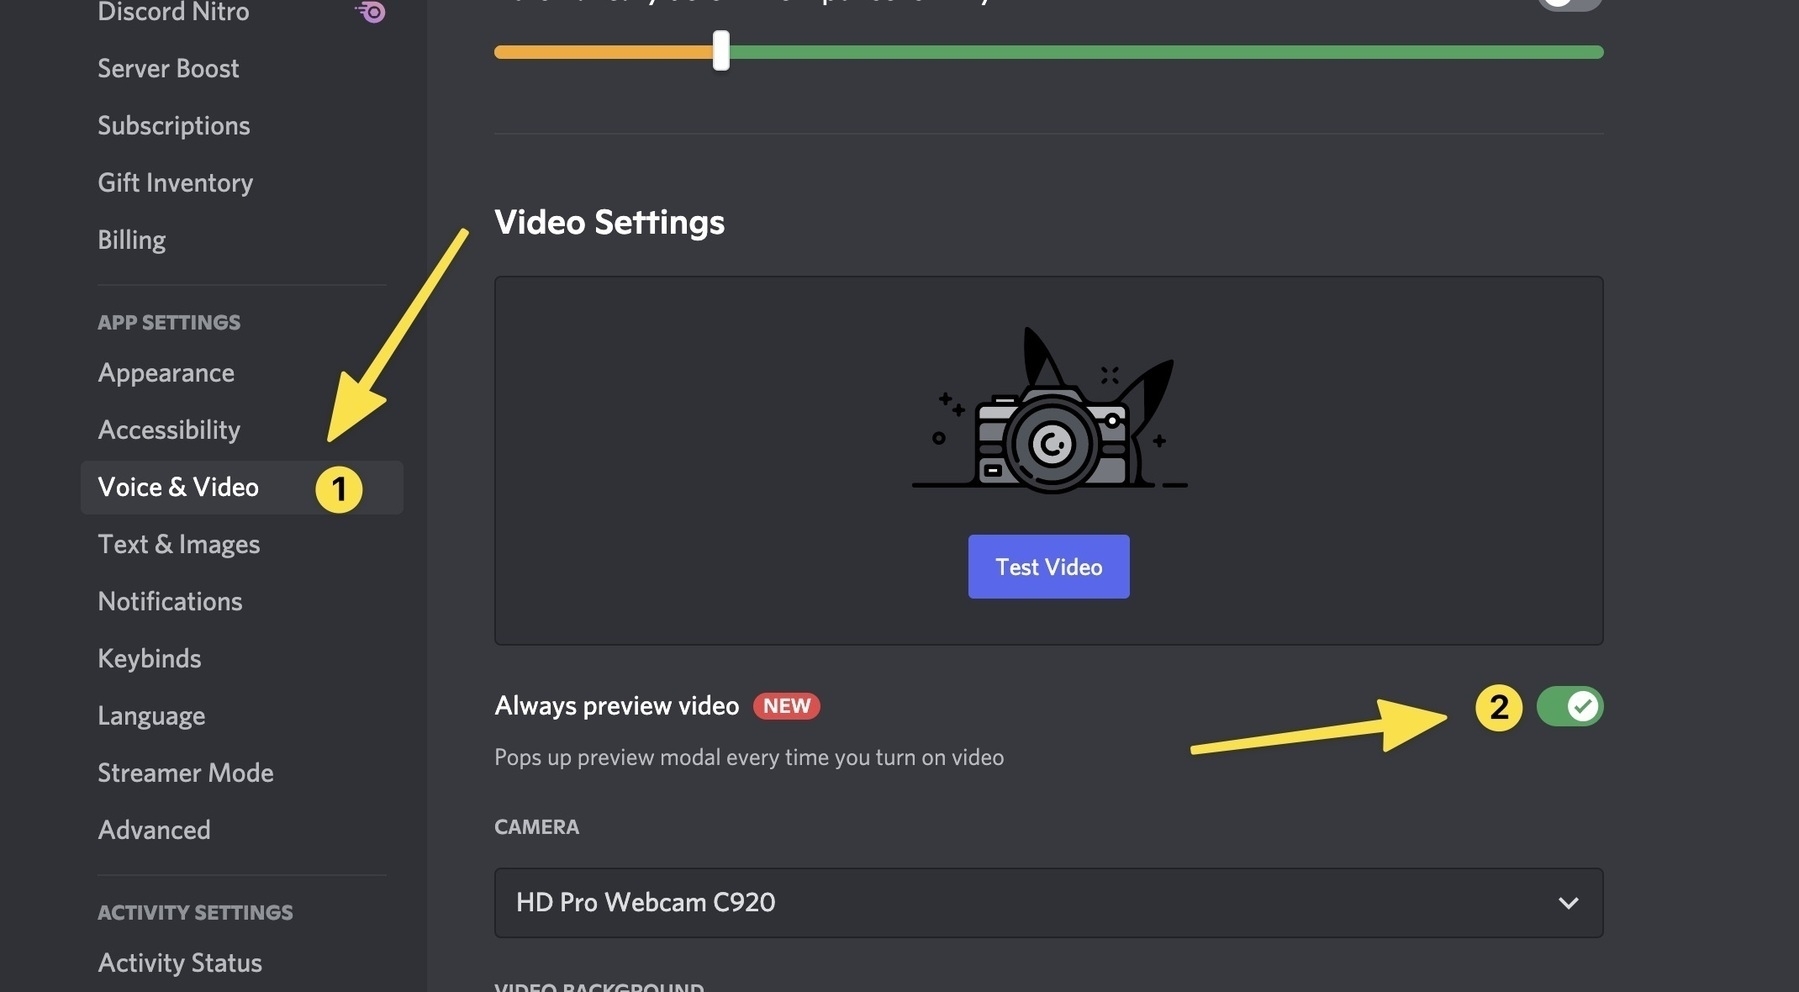 Discord Nitro
Server Boost
Subscriptions
Gift Inventory
Billing
APP SETTINGS
Appearance
Accessibility
Voice & Video
1
Text & Images
Notifications
Keybinds
Language
Streamer Mode
Advanced
ACTIVITY SETTINGS
Activity Status
Video Settings
Test Video
Always preview video NEW
2
Pops up preview modal every time you turn on video
CAMERA
HD Pro Webcam C920
VIDEO BACKGROUND